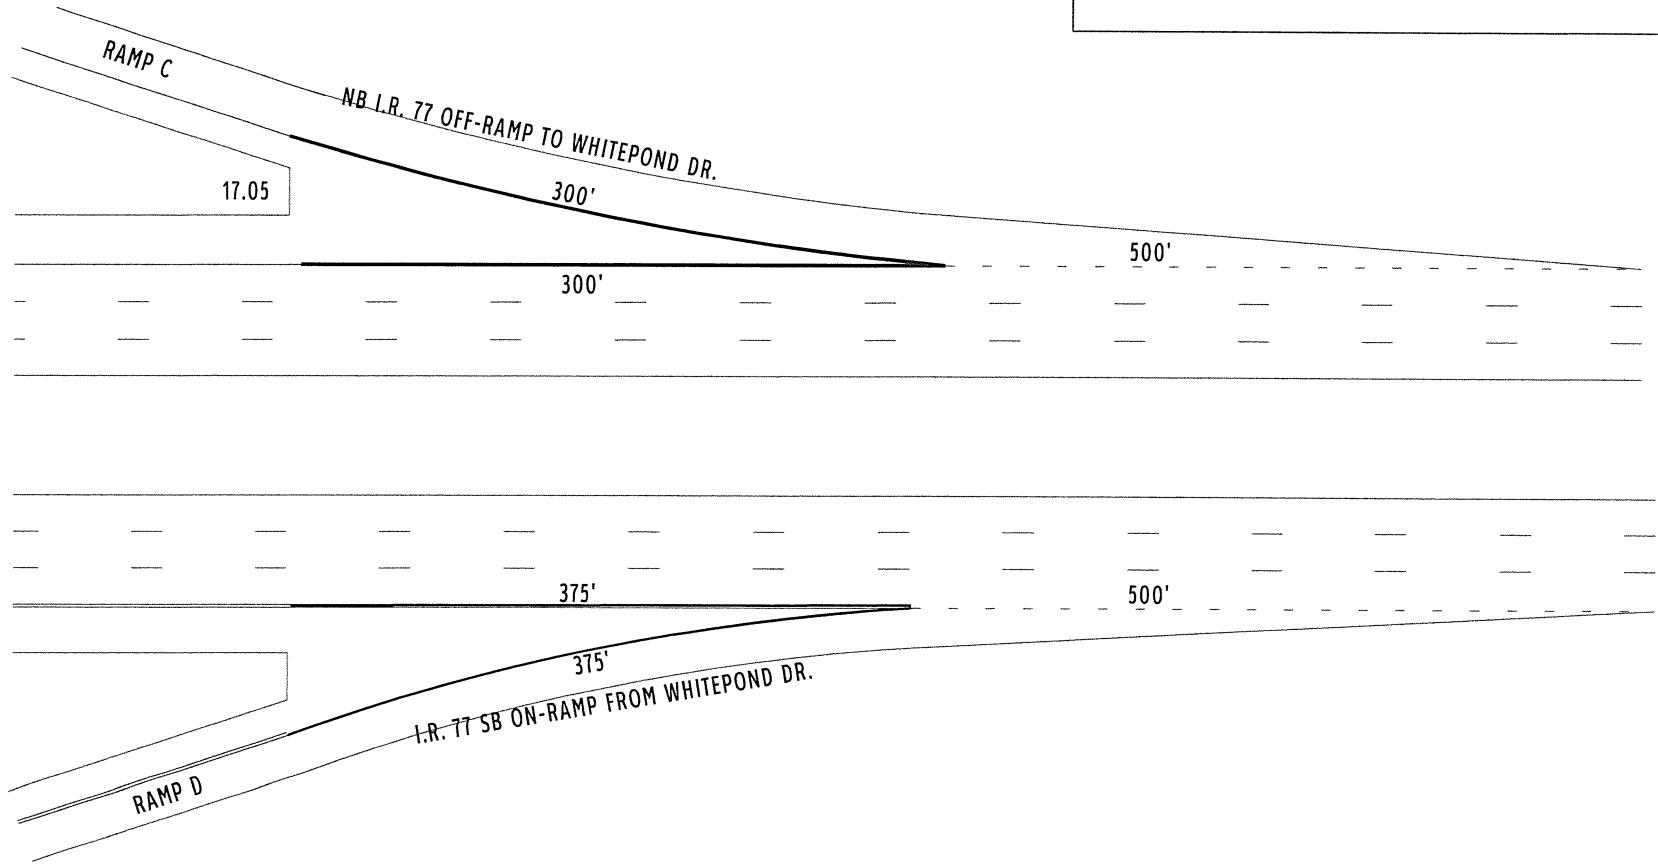 RAMP C
NB I.R. 77 OFF-RAMP TO WHITEPOND DR.
17.05
300'
500'
300'
375'
500'
375'
I.R. 77 SB ON-RAMP FROM WHITEPOND DR.
RAMP D